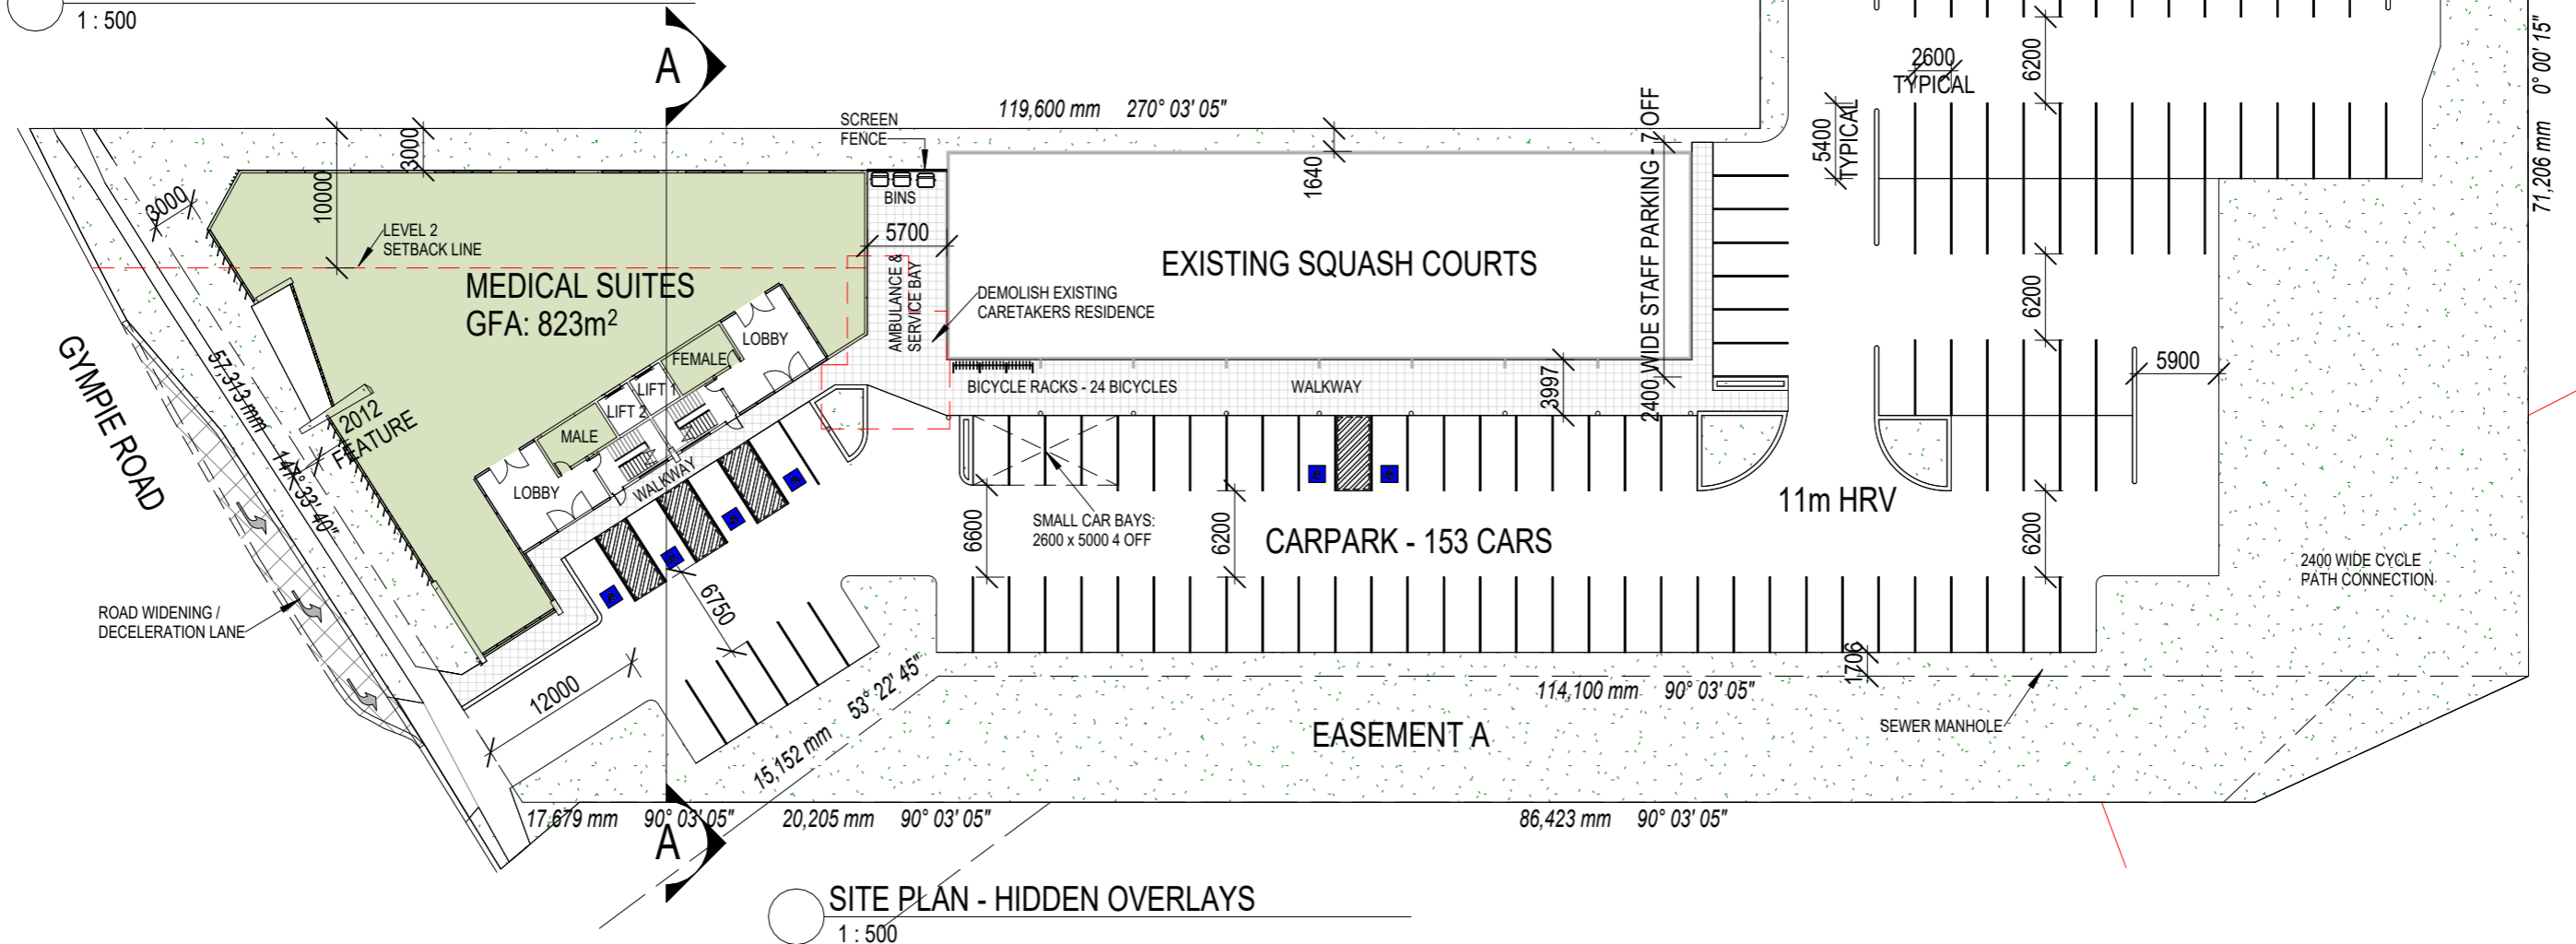 1 : 500
A
2600
TYPICAL
6200
71,206 mm 0° 00' 15"
119,600 mm 270° 03' 05"
SCREEN
FENCE
3000
10000
3000
1640
2400 WIDE STAFF PARKING - 7 OFF
5400
TYPICAL
BINS
5700
LEVEL 2
SETBACK LINE
MEDICAL SUITES
GFA: 823m²
AMBULANCE &
SERVICE BAY
EXISTING SQUASH COURTS
DEMOLISH EXISTING
CARETAKERS RESIDENCE
6200
GYMPIE ROAD
57,313 mm
147° 33' 40"
2012
FEATURE
LOBBY
FEMALE
LIFT 1
LIFT 2
MALE
LOBBY
WALKWAY
BICYCLE RACKS - 24 BICYCLES
WALKWAY
3997
5900
6600
SMALL CAR BAYS:
2600 x 5000 4 OFF
6200
CARPARK - 153 CARS
11m HRV
6200
2400 WIDE CYCLE
PATH CONNECTION
ROAD WIDENING /
DECELERATION LANE
6750
12000
1706
15,152 mm 53° 22' 45"
114,100 mm 90° 03' 05"
EASEMENT A
SEWER MANHOLE
17,679 mm 90° 03' 05"
20,205 mm 90° 03' 05"
86,423 mm 90° 03' 05"
A
SITE PLAN - HIDDEN OVERLAYS
1 : 500